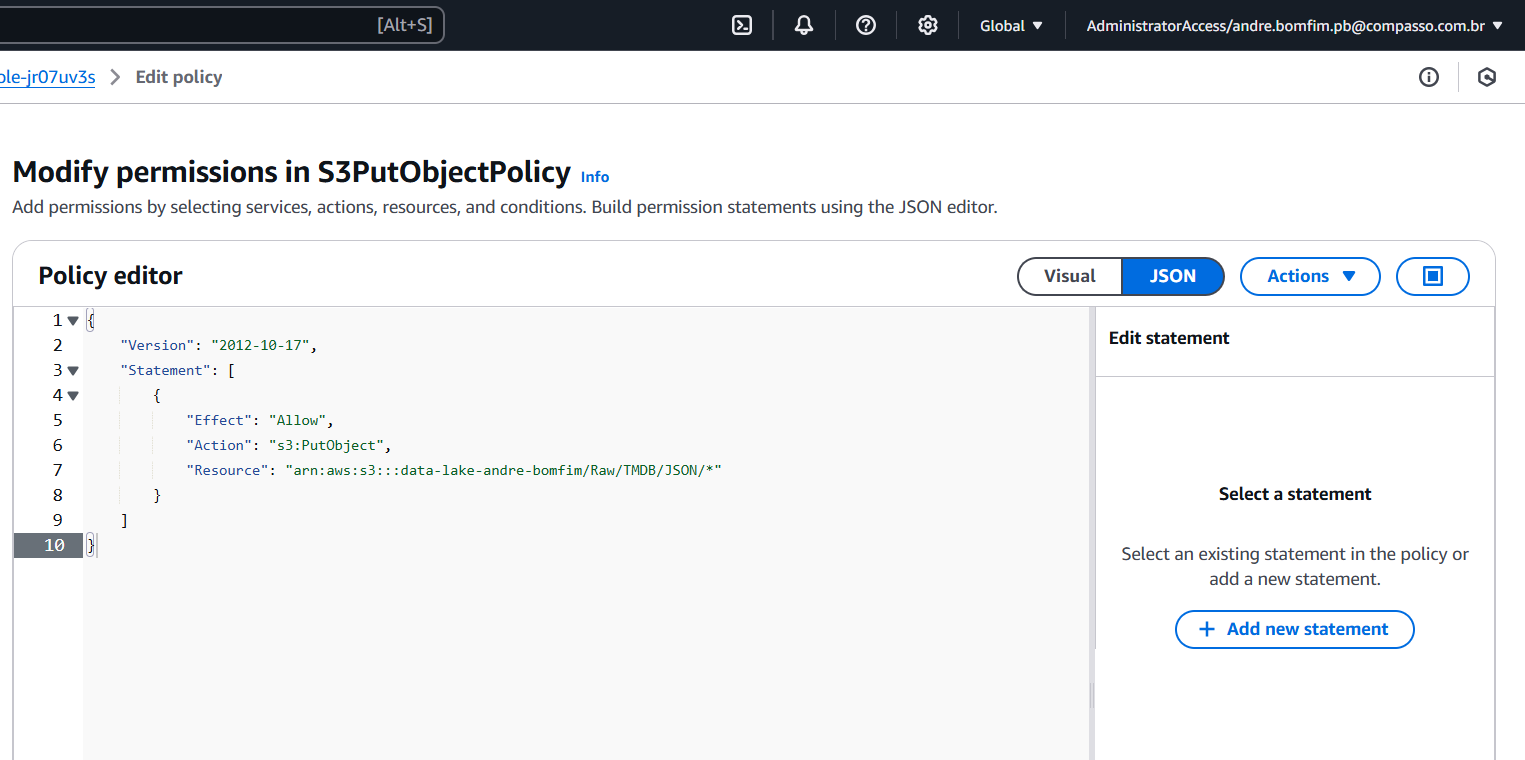 [Alt+S] Global AdministratorAccess/andre.bomfim.pb@compasso.com.br
ole-jr07uv3s Edit policy
Modify permissions in S3PutObjectPolicy Info
Add permissions by selecting services, actions, resources, and conditions. Build permission statements using the JSON editor.
Policy editor Visual JSON Actions
1 {
2 "Version": "2012-10-17",
3 "Statement": [
4 {
5 "Effect": "Allow",
6 "Action": "s3:PutObject",
7 "Resource": "arn:aws:s3:::data-lake-andre-bomfim/Raw/TMDB/JSON/*"
8 }
9 ]
10 }
Edit statement
Select a statement
Select an existing statement in the policy or
add a new statement.
+ Add new statement